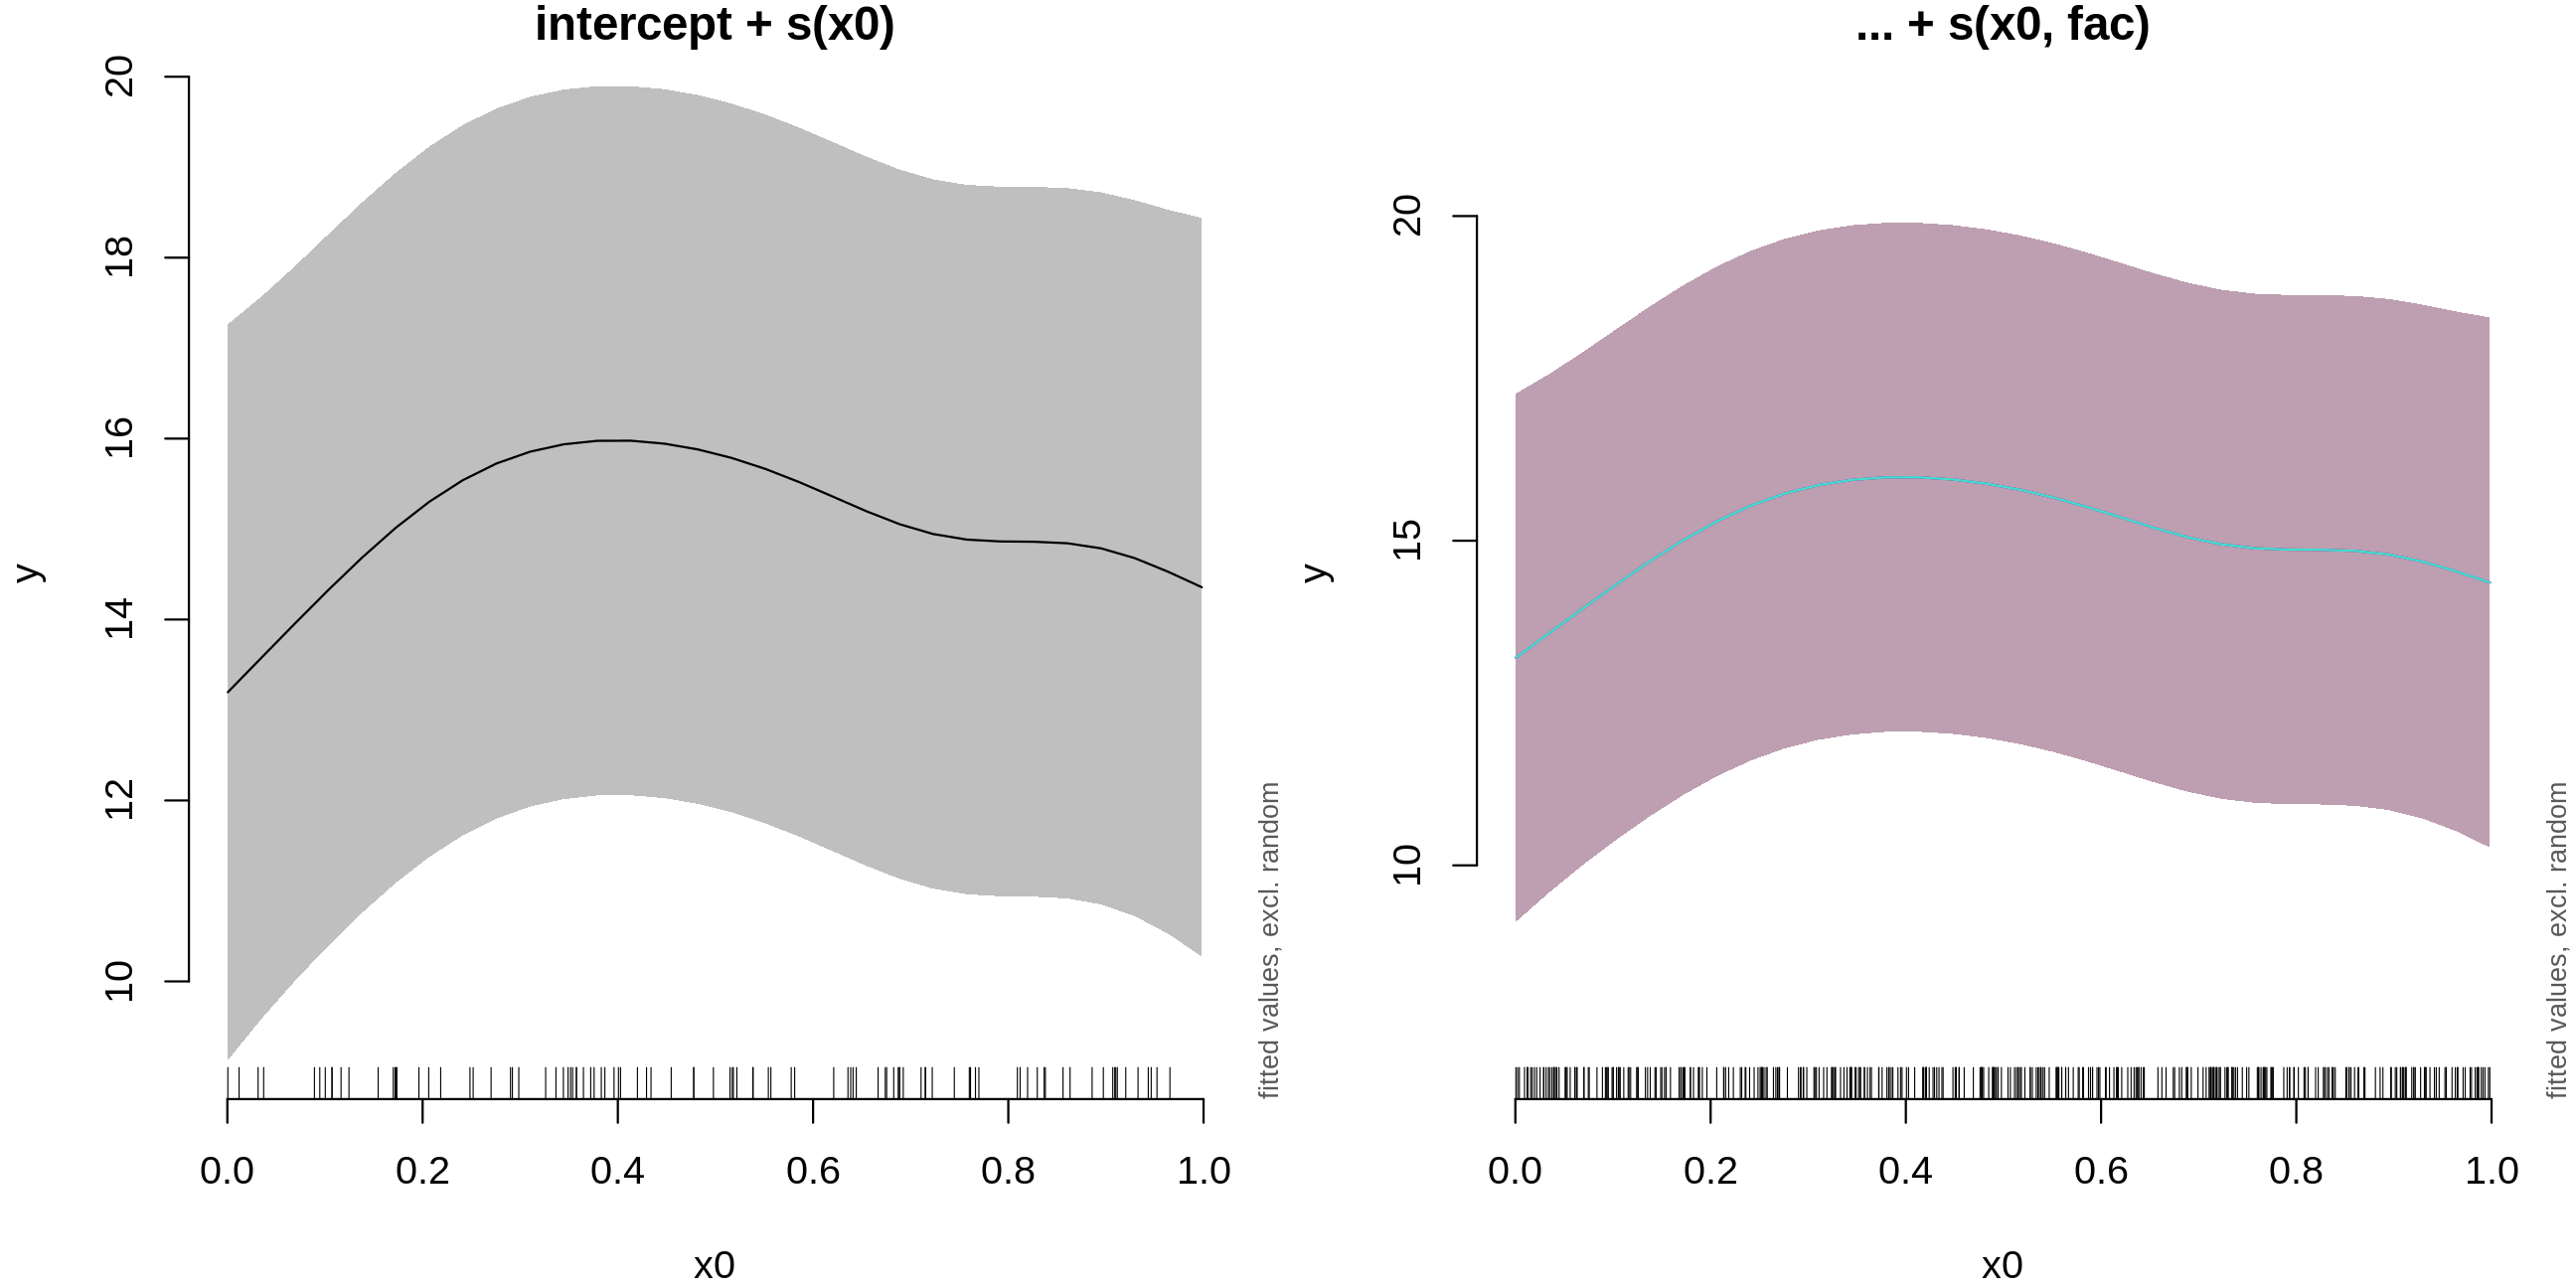 intercept + s(x0)
20
18
16
14
12
10
y
0.0 0.2 0.4 0.6 0.8 1.0
x0
fitted values, excl. random
... + s(x0, fac)
20
15
10
y
0.0 0.2 0.4 0.6 0.8 1.0
x0
fitted values, excl. random